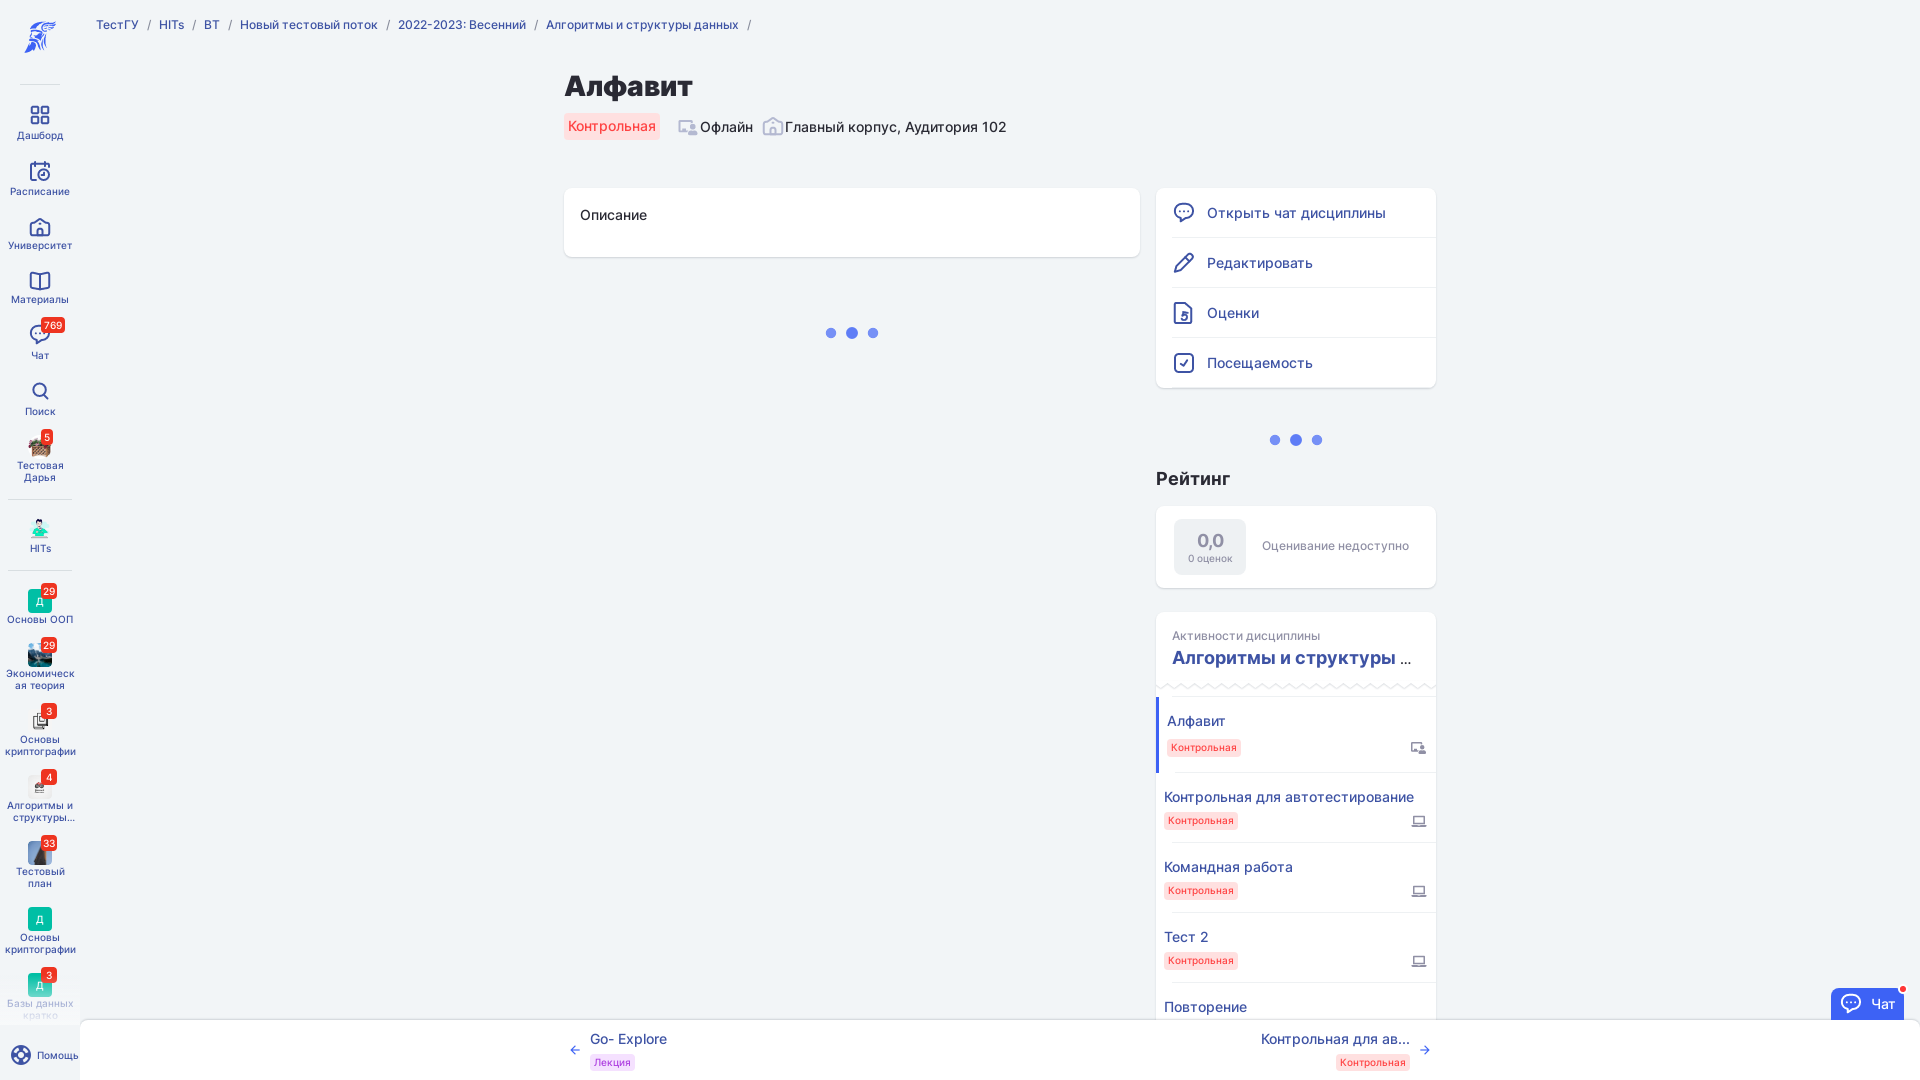 ТестГУ / HITs / ВТ / Новый тестовый поток / 2022-2023: Весенний / Алгоритмы и структуры данных /
Алфавит
Контрольная Офлайн Главный корпус, Аудитория 102
Дашборд
Расписание
Университет
Материалы
769
Чат
Поиск
5
Тестовая
Дарья
HITs
29
Д
Основы ООП
29
Экономическ
ая теория
3
Основы
криптографии
4
Алгоритмы и
структуры...
33
Тестовый
план
Д
Основы
криптографии
3
Д
Базы данных
кратко
Помощь
Описание
Открыть чат дисциплины
Редактировать
Оценки
Посещаемость
Рейтинг
0,0
0 оценок
Оценивание недоступно
Активности дисциплины
Алгоритмы и структуры ...
Алфавит
Контрольная
Контрольная для автотестирование
Контрольная
Командная работа
Контрольная
Тест 2
Контрольная
Повторение
Чат
Go- Explore
Лекция
Контрольная для ав...
Контрольная